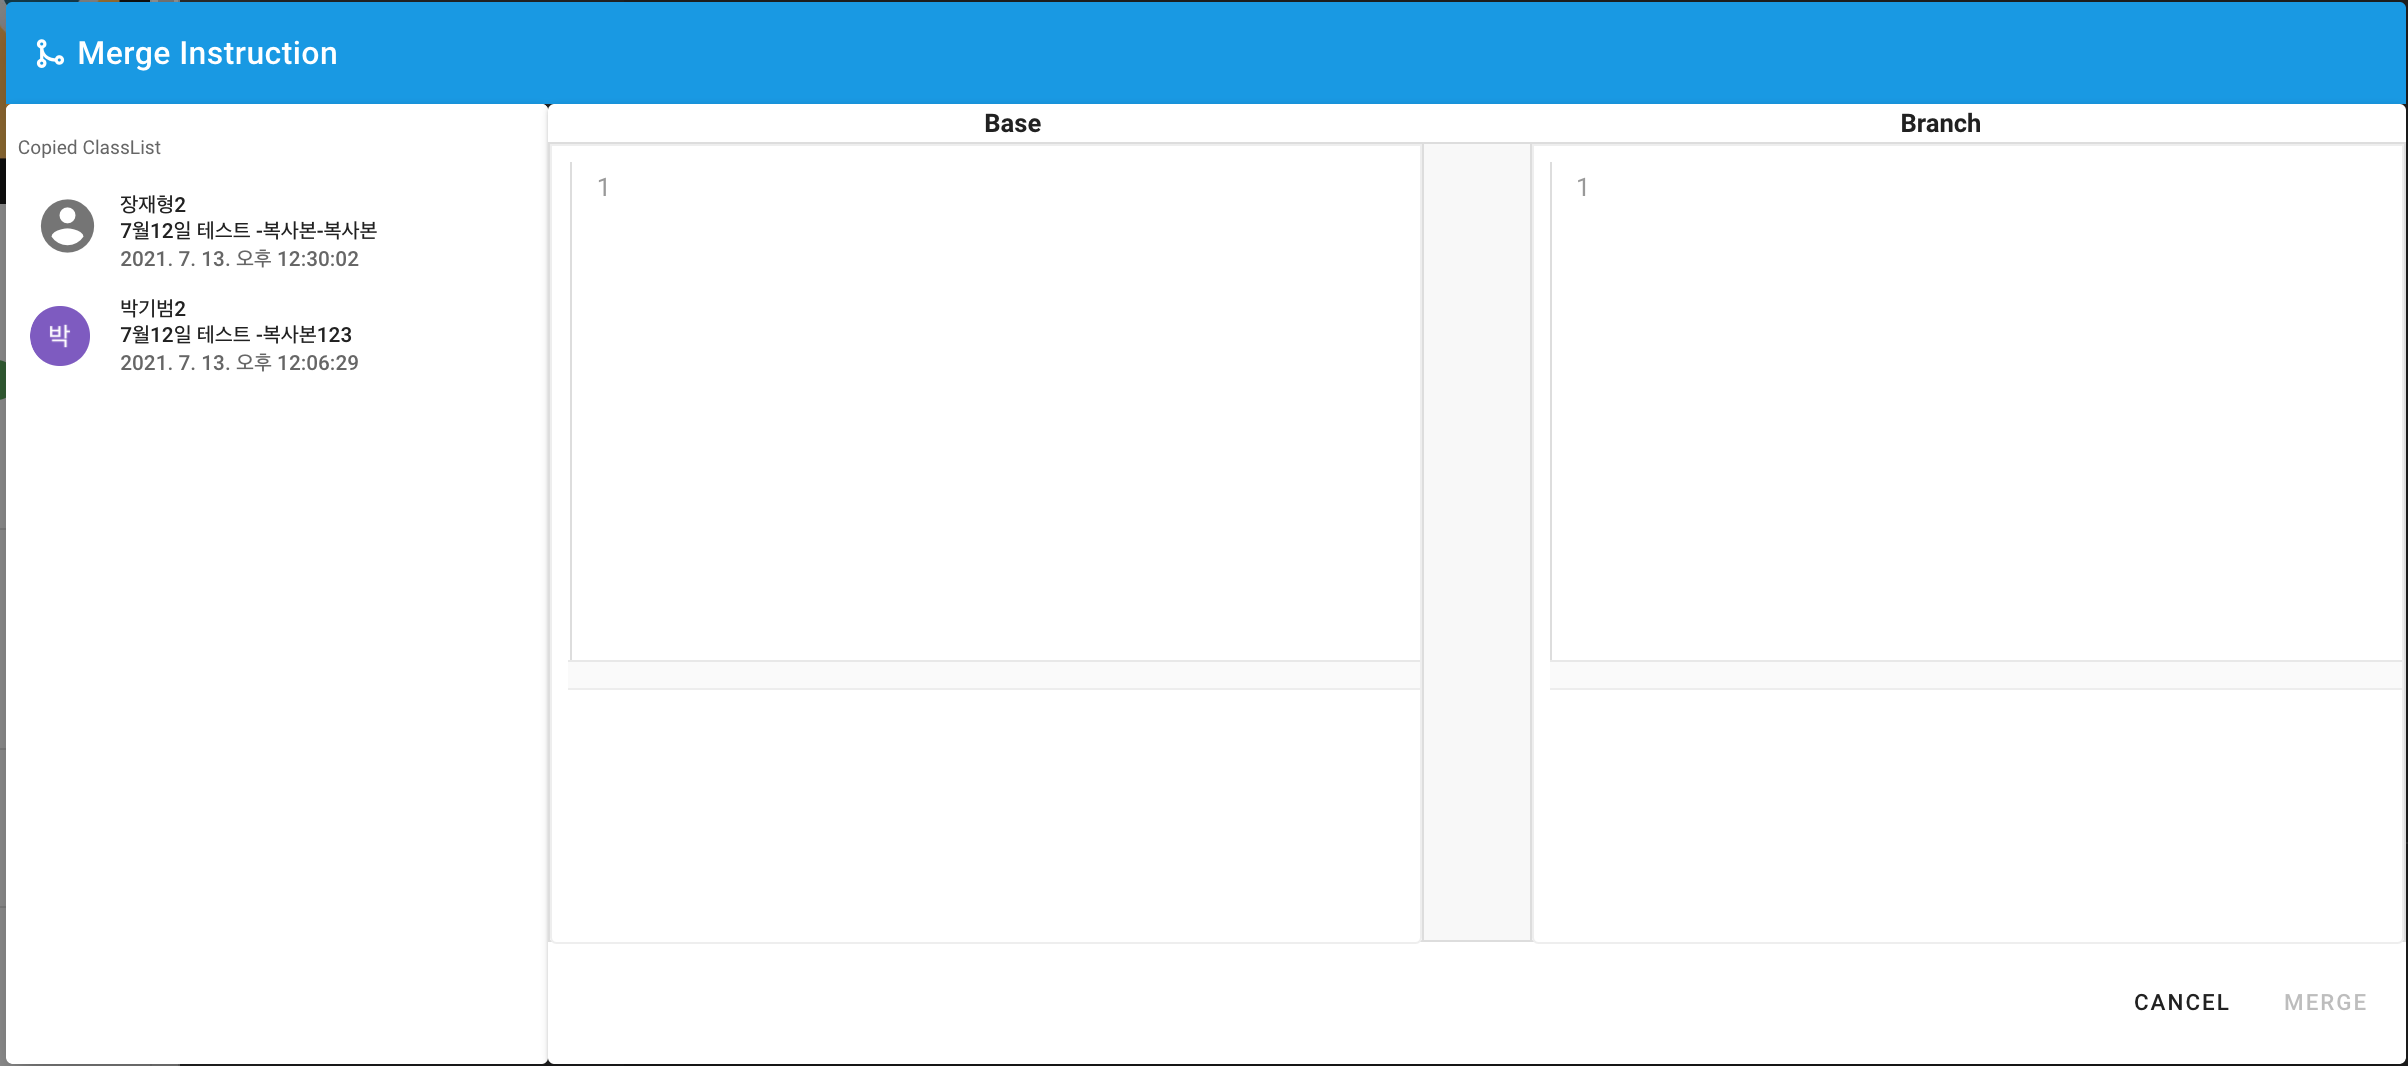 Merge Instruction
Copied ClassList
장재형2
7월12일 테스트 -복사본-복사본
2021. 7. 13. 오후 12:30:02
박
박기범2
7월12일 테스트 -복사본123
2021. 7. 13. 오후 12:06:29
Base
Branch
1
1
CANCEL
MERGE